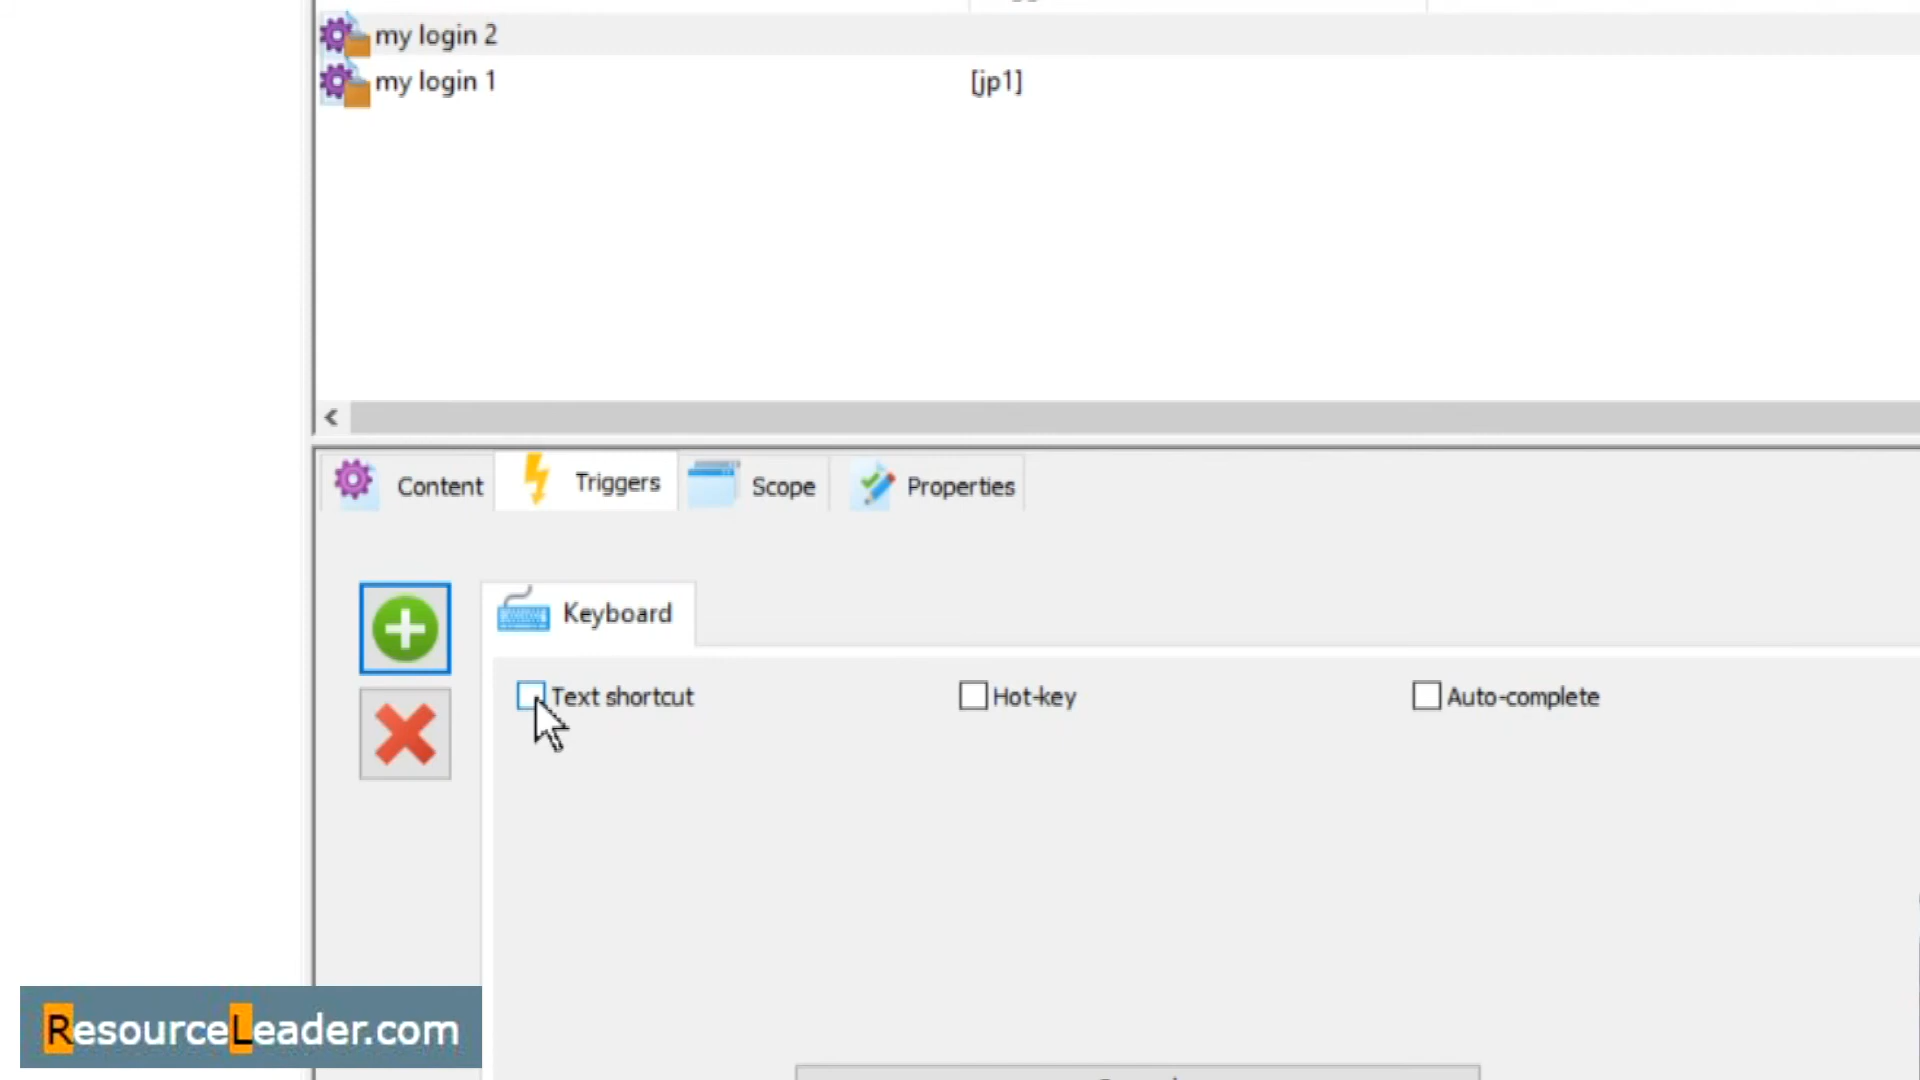 my login 2
my login 1 [jp1]
Content Triggers Scope Properties
Keyboard
Text shortcut Hot-key Auto-complete
ResourceLeader.com